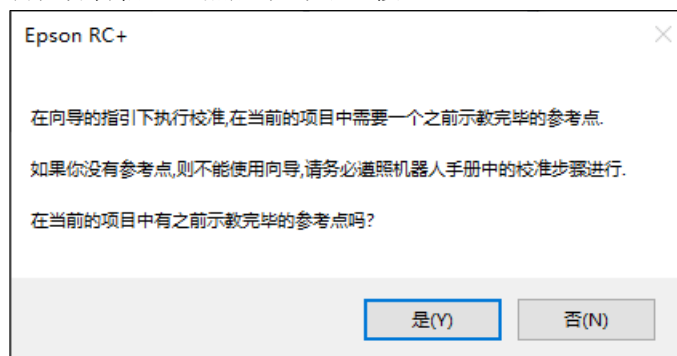 Epson RC+
在向导的指引下执行校准,在当前的项目中需要一个之前示教完毕的参考点.
如果你没有参考点,则不能使用向导,请务必遵照机器人手册中的校准步骤进行.
在当前的项目中有之前示教完毕的参考点吗?
是(Y)
否(N)